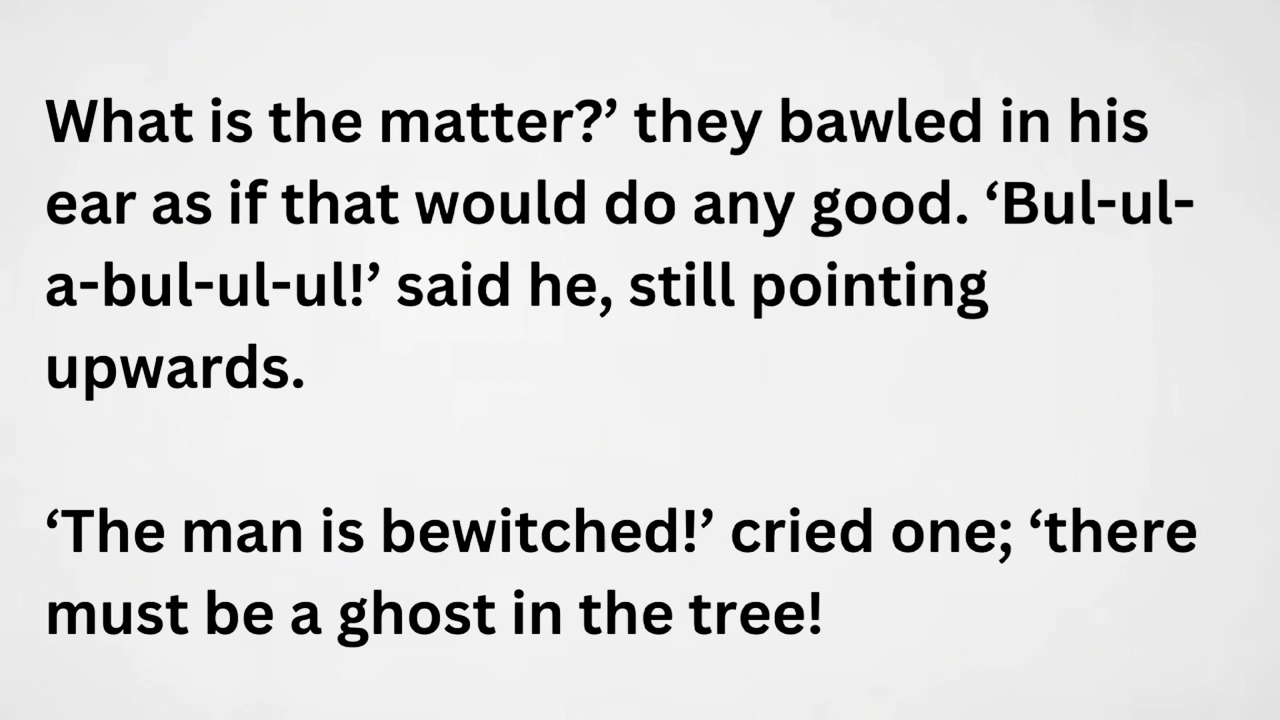 What is the matter?’ they bawled in his
ear as if that would do any good. ‘Bul-ul-
a-bul-ul-ul!’ said he, still pointing
upwards.
‘The man is bewitched!’ cried one; ‘there
must be a ghost in the tree!